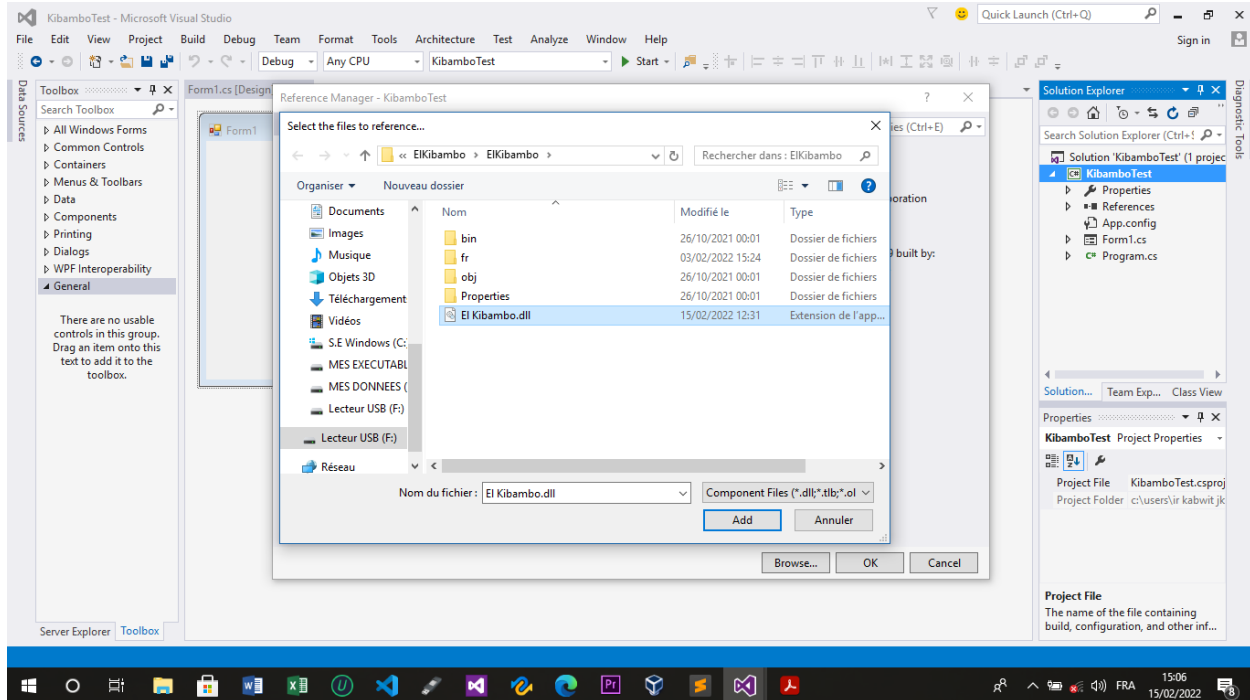 KibamboTest - Microsoft Visual Studio
Quick Launch (Ctrl+Q)
File Edit View Project Build Debug Team Format Tools Architecture Test Analyze Window Help
Sign in
Debug Any CPU KibamboTest Start
Data Sources
Toolbox
Search Toolbox
All Windows Forms
Common Controls
Containers
Menus & Toolbars
Data
Components
Printing
Dialogs
WPF Interoperability
General
There are no usable
controls in this group.
Drag an item onto this
text to add it to the
toolbox.
Server Explorer Toolbox
Form1.cs [Design
Form1
Reference Manager - KibamboTest
ies (Ctrl+E)
oration
9 built by:
Select the files to reference...
« ElKibambo › ElKibambo ›
Rechercher dans : ElKibambo
Organiser Nouveau dossier
Documents
Images
Musique
Objets 3D
Téléchargement
Vidéos
S.E Windows (C:
MES EXECUTABL
MES DONNEES (
Lecteur USB (F:)
Lecteur USB (F:)
Réseau
Nom Modifié le Type
bin 26/10/2021 00:01 Dossier de fichiers
fr 03/02/2022 15:24 Dossier de fichiers
obj 26/10/2021 00:01 Dossier de fichiers
Properties 26/10/2021 00:01 Dossier de fichiers
El Kibambo.dll 15/02/2022 12:31 Extension de l'app...
Nom du fichier : El Kibambo.dll
Component Files (*.dll;*.tlb;*.ol
Add Annuler
Browse... OK Cancel
Solution Explorer
Search Solution Explorer (Ctrl+
Solution 'KibamboTest' (1 projec
KibamboTest
Properties
References
App.config
Form1.cs
Program.cs
Solution... Team Exp... Class View
Properties
KibamboTest Project Properties
Project File KibamboTest.csproj
Project Folder c:\users\ir kabwit jk
Project File
The name of the file containing
build, configuration, and other inf...
Diagnostic Tools
FRA
15:06
15/02/2022
8